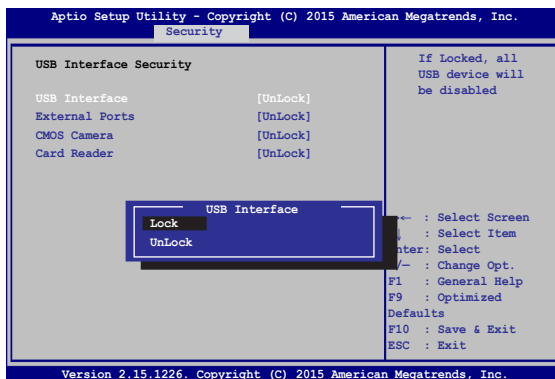 Aptio Setup Utility - Copyright (C) 2015 American Megatrends, Inc.
Security
USB Interface Security
USB Interface [UnLock]
External Ports [UnLock]
CMOS Camera [UnLock]
Card Reader [UnLock]
If Locked, all
USB device will
be disabled
USB Interface
Lock
UnLock
← : Select Screen
↓ : Select Item
nter: Select
/— : Change Opt.
F1 : General Help
F9 : Optimized
Defaults
F10 : Save & Exit
ESC : Exit
Version 2.15.1226. Copyright (C) 2015 American Megatrends, Inc.